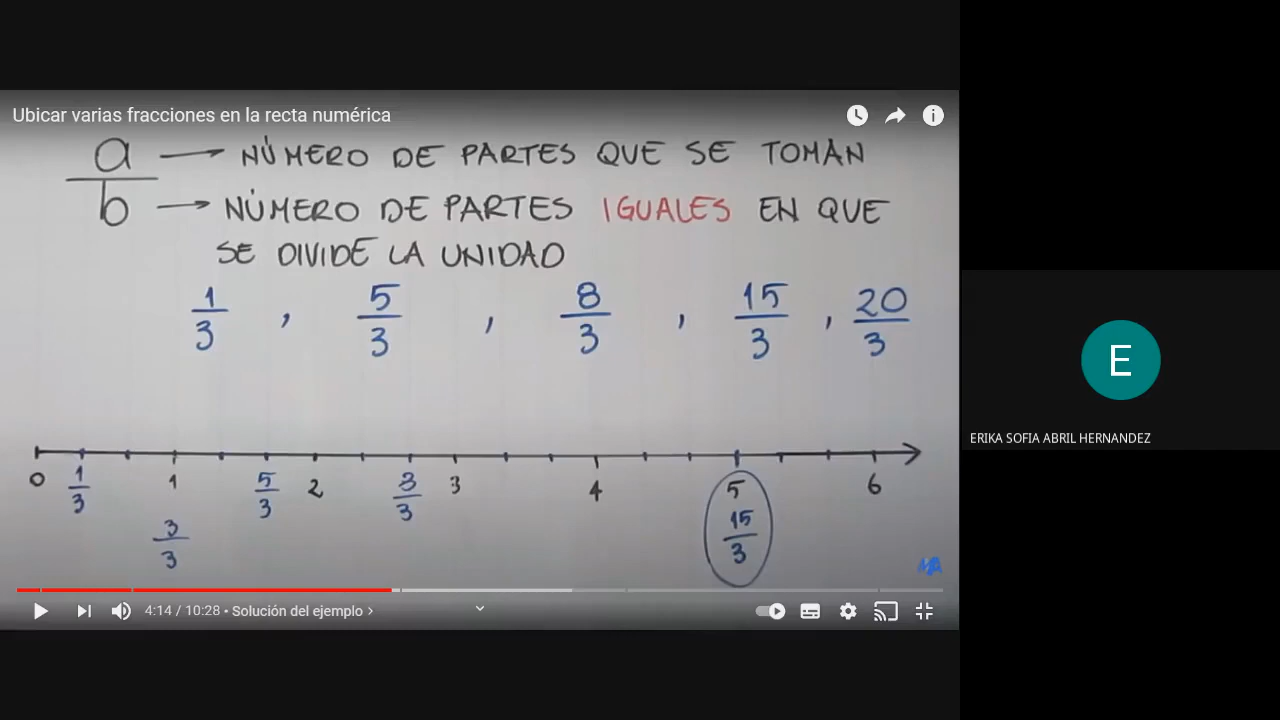 Ubicar varias fracciones en la recta numérica
a → NÚMERO DE PARTES QUE SE TOMAN
b → NÚMERO DE PARTES IGUALES EN QUE
SE DIVIDE LA UNIDAD
1/3 , 5/3 , 8/3 , 15/3 , 20/3
0 1/3 1 5/3 2 8/3 3 4 5 6
3/3 15/3
ERIKA SOFIA ABRIL HERNANDEZ
E
MA
4:14 / 10:28 • Solución del ejemplo ›